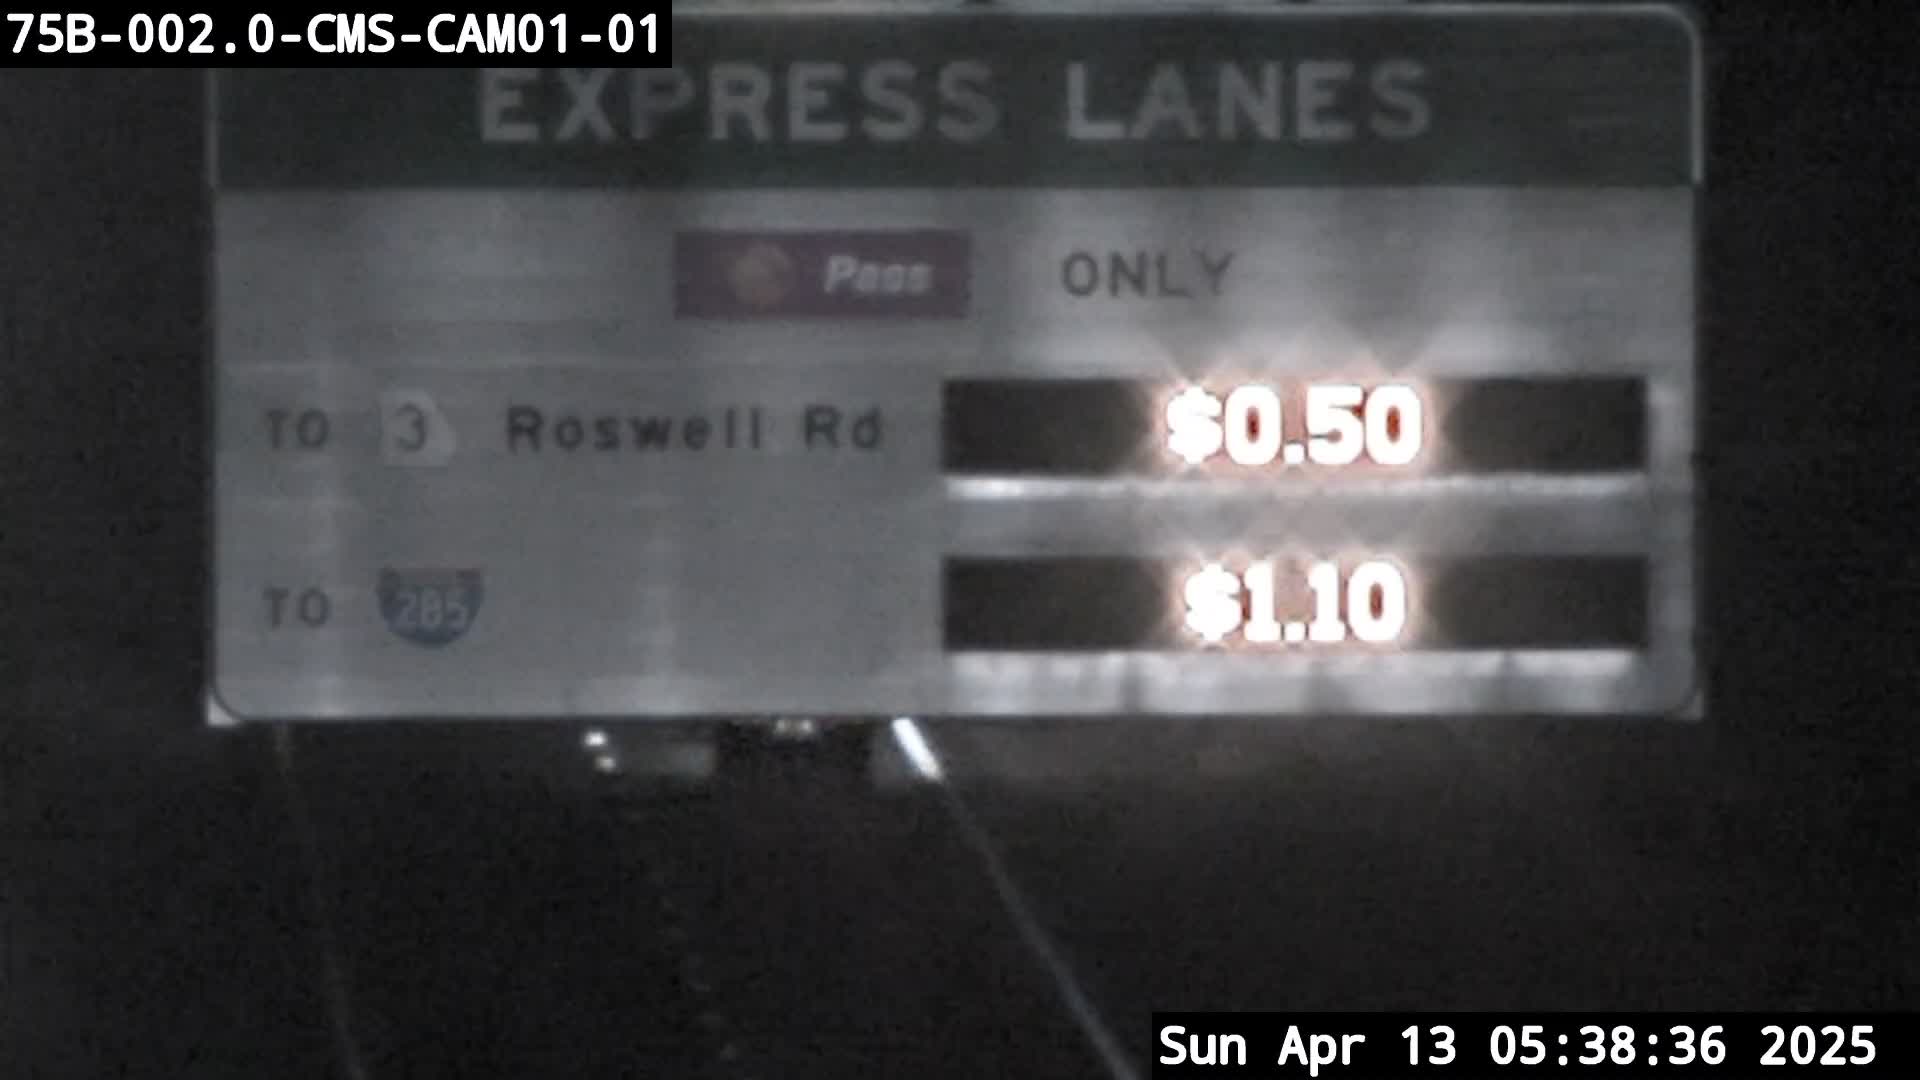 75B-002.0-CMS-CAM01-01
EXPRESS LANES
Pass ONLY
TO 3 Roswell Rd $0.50
TO 285 $1.10
Sun Apr 13 05:38:36 2025